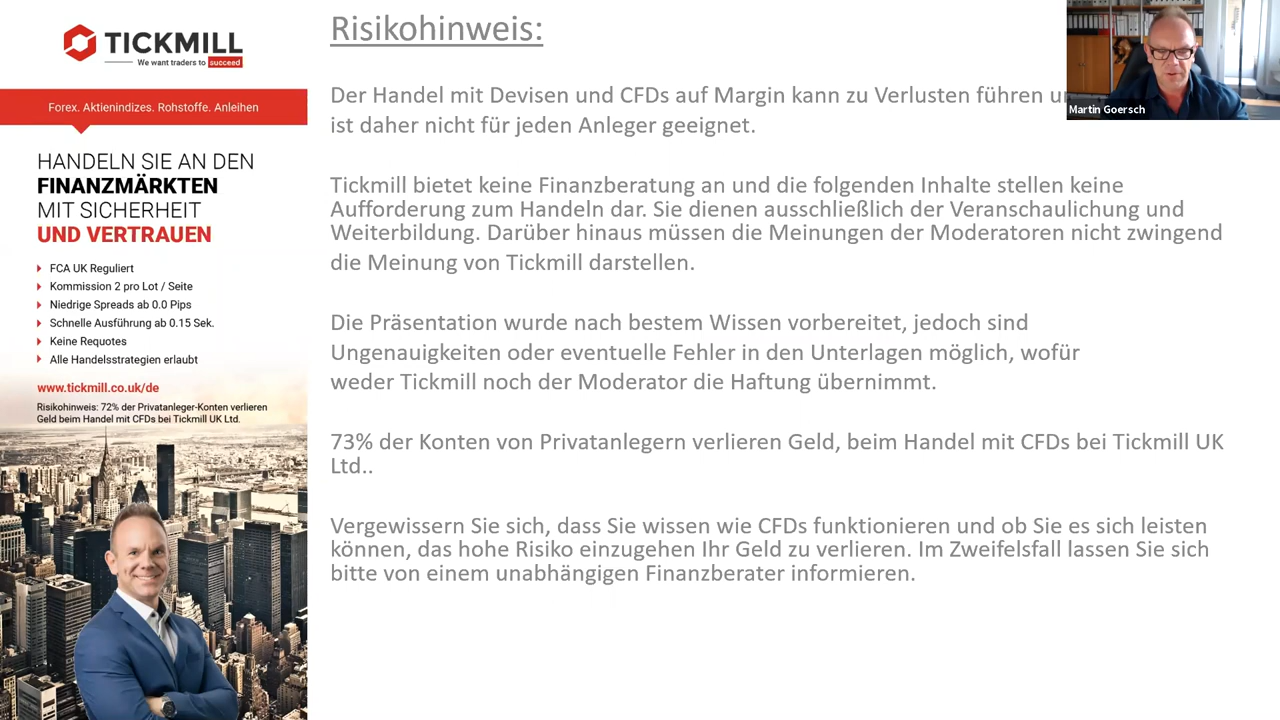 TICKMILL
We want traders to succeed
Forex. Aktienindizes. Rohstoffe. Anleihen
HANDELN SIE AN DEN
FINANZMÄRKTEN
MIT SICHERHEIT
UND VERTRAUEN
FCA UK Reguliert
Kommission 2 pro Lot / Seite
Niedrige Spreads ab 0.0 Pips
Schnelle Ausführung ab 0.15 Sek.
Keine Requotes
Alle Handelsstrategien erlaubt
www.tickmill.co.uk/de
Risikohinweis: 72% der Privatanleger-Konten verlieren
Geld beim Handel mit CFDs bei Tickmill UK Ltd.
Risikohinweis:
Der Handel mit Devisen und CFDs auf Margin kann zu Verlusten führen
ist daher nicht für jeden Anleger geeignet.
Tickmill bietet keine Finanzberatung an und die folgenden Inhalte stellen keine
Aufforderung zum Handeln dar. Sie dienen ausschließlich der Veranschaulichung und
Weiterbildung. Darüber hinaus müssen die Meinungen der Moderatoren nicht zwingend
die Meinung von Tickmill darstellen.
Die Präsentation wurde nach bestem Wissen vorbereitet, jedoch sind
Ungenauigkeiten oder eventuelle Fehler in den Unterlagen möglich, wofür
weder Tickmill noch der Moderator die Haftung übernimmt.
73% der Konten von Privatanlegern verlieren Geld, beim Handel mit CFDs bei Tickmill UK
Ltd..
Vergewissern Sie sich, dass Sie wissen wie CFDs funktionieren und ob Sie es sich leisten
können, das hohe Risiko einzugehen Ihr Geld zu verlieren. Im Zweifelsfall lassen Sie sich
bitte von einem unabhängigen Finanzberater informieren.
Martin Goersch